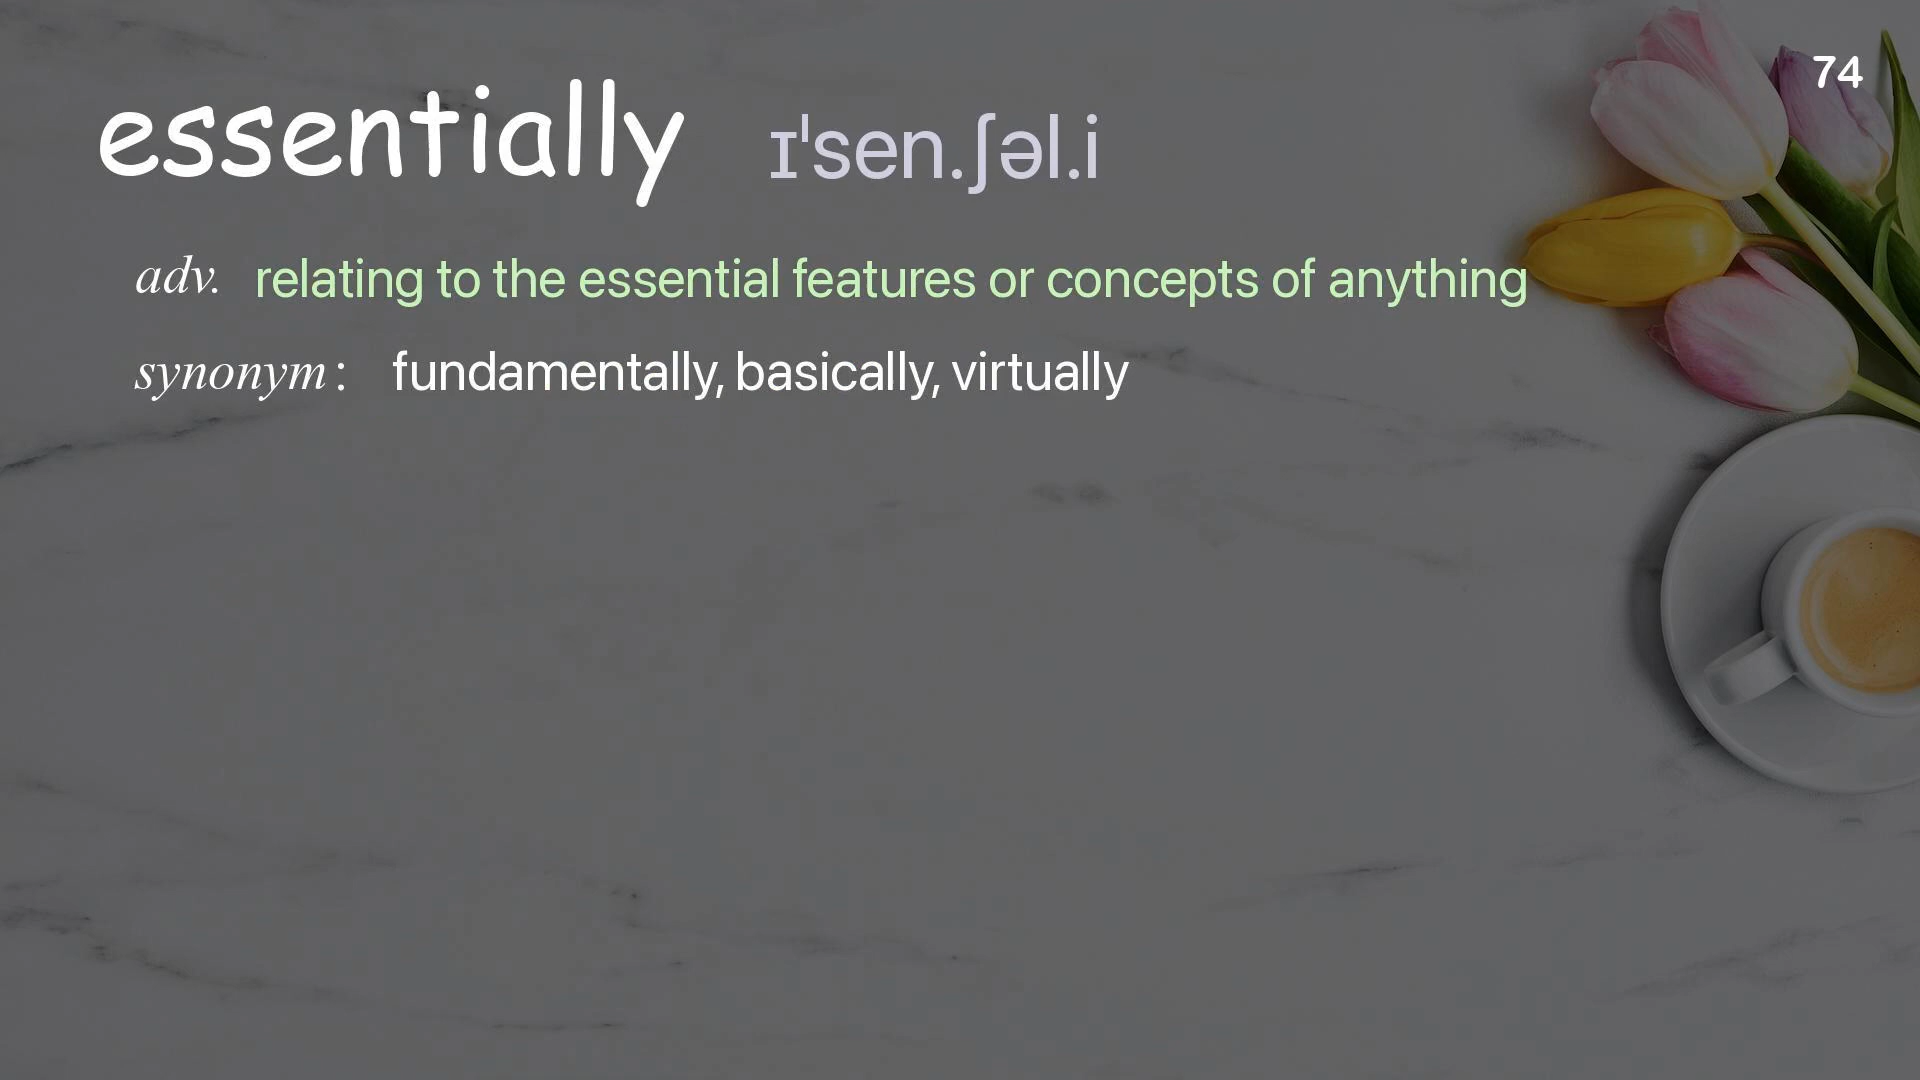 74
essentially ɪˈsen.ʃəl.i
adv. relating to the essential features or concepts of anything
synonym : fundamentally, basically, virtually